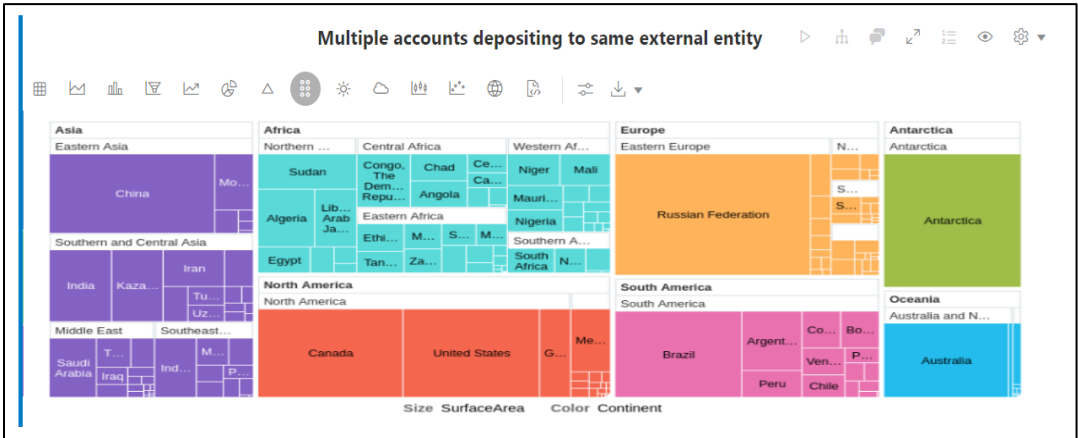 Multiple accounts depositing to same external entity
Asia
Eastern Asia
China
Mo...
Southern and Central Asia
India
Kaza...
Iran
Tu...
Uz...
Middle East
Saudi
Arabia
T...
Iraq
Southeast...
Ind...
M...
P...
Africa
Northern ...
Sudan
Algeria
Lib...
Arab
Ja...
Egypt
Central Africa
Congo,
The
Dem...
Repu...
Chad
Ce...
Ca...
Angola
Eastern Africa
Ethi...
M...
S...
M...
Tan...
Za...
Western Af...
Niger
Mali
Mauri...
Nigeria
Southern A...
South
Africa
N...
North America
North America
Canada
United States
G...
Me...
Europe
Eastern Europe
Russian Federation
N...
S...
S...
South America
South America
Brazil
Argent...
Peru
Co...
Bo...
Ven...
P...
Chile
Antarctica
Antarctica
Antarctica
Oceania
Australia and N...
Australia
Size SurfaceArea Color Continent